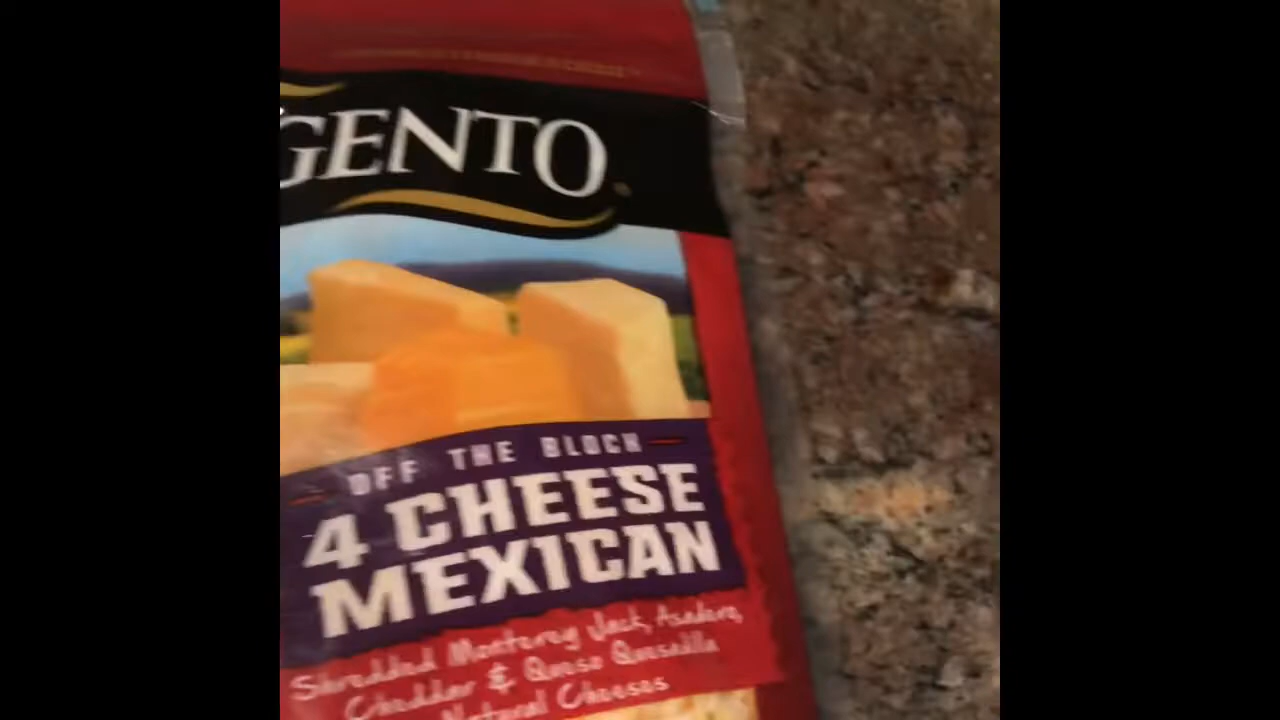 GENTO
OFF THE BLOCK
4 CHEESE
MEXICAN
Shredded Monterey Jack, Asadero,
Cheddar & Queso Quesadilla
Natural Cheeses